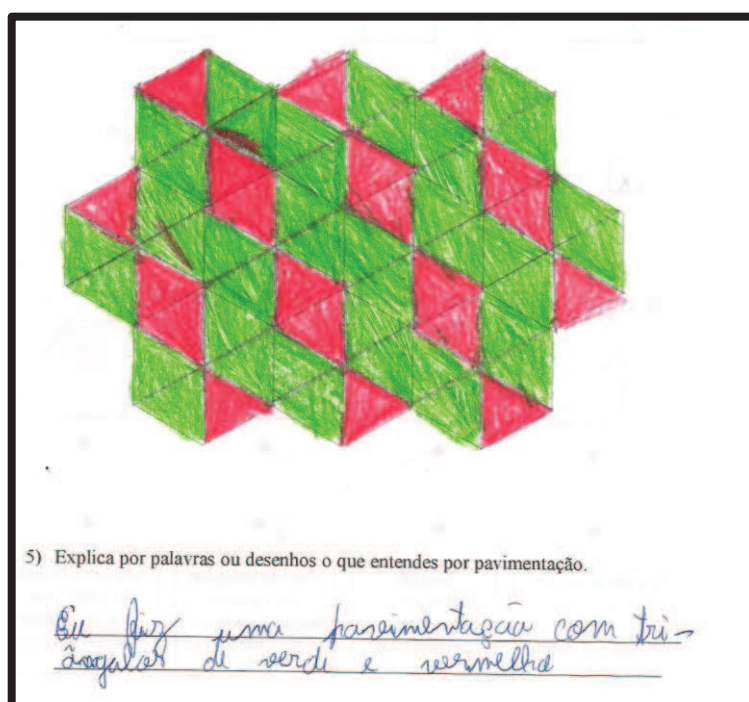 5) Explica por palavras ou desenhos o que entendes por pavimentação.
Eu fiz uma pavimentação com tri-
ângulos de verde e vermelho